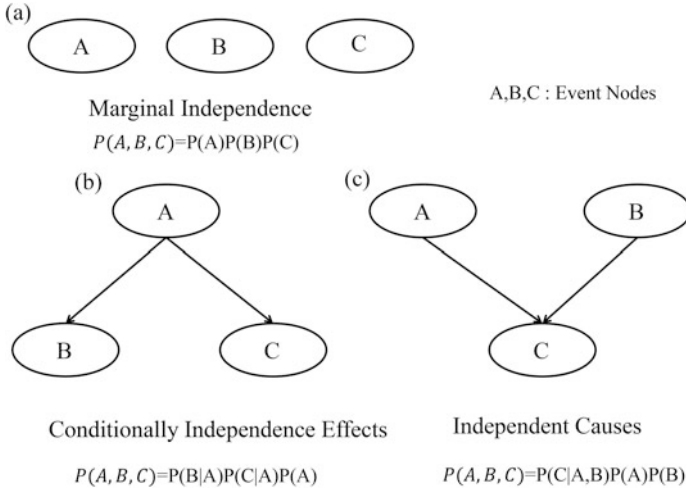 (a)
A B C
A,B,C : Event Nodes
Marginal Independence
P(A, B, C)=P(A)P(B)P(C)
(b)
A
B C
Conditionally Independence Effects
P(A, B, C)=P(B|A)P(C|A)P(A)
(c)
A B
C
Independent Causes
P(A, B, C)=P(C|A,B)P(A)P(B)